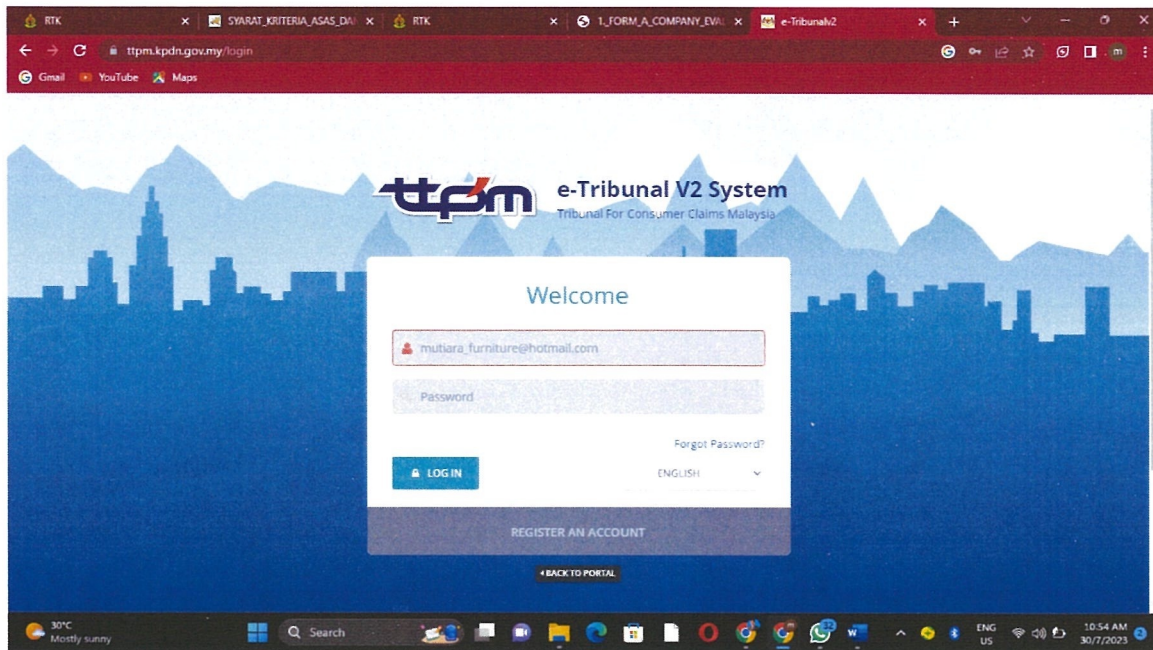 RTK
SYARAT_KRITERIA_ASAS_DA
RTK
1._FORM_A_COMPANY_EVA
e-Tribunalv2
ttpm.kpdn.gov.my/login
m
Gmail
YouTube
Maps
ttpm
e-Tribunal V2 System
Tribunal For Consumer Claims Malaysia
Welcome
mutiara_furniture@hotmail.com
Password
Forgot Password?
LOG IN
ENGLISH
REGISTER AN ACCOUNT
BACK TO PORTAL
30°C
Mostly sunny
Search
ENG
US
10:54 AM
30/7/2023
2